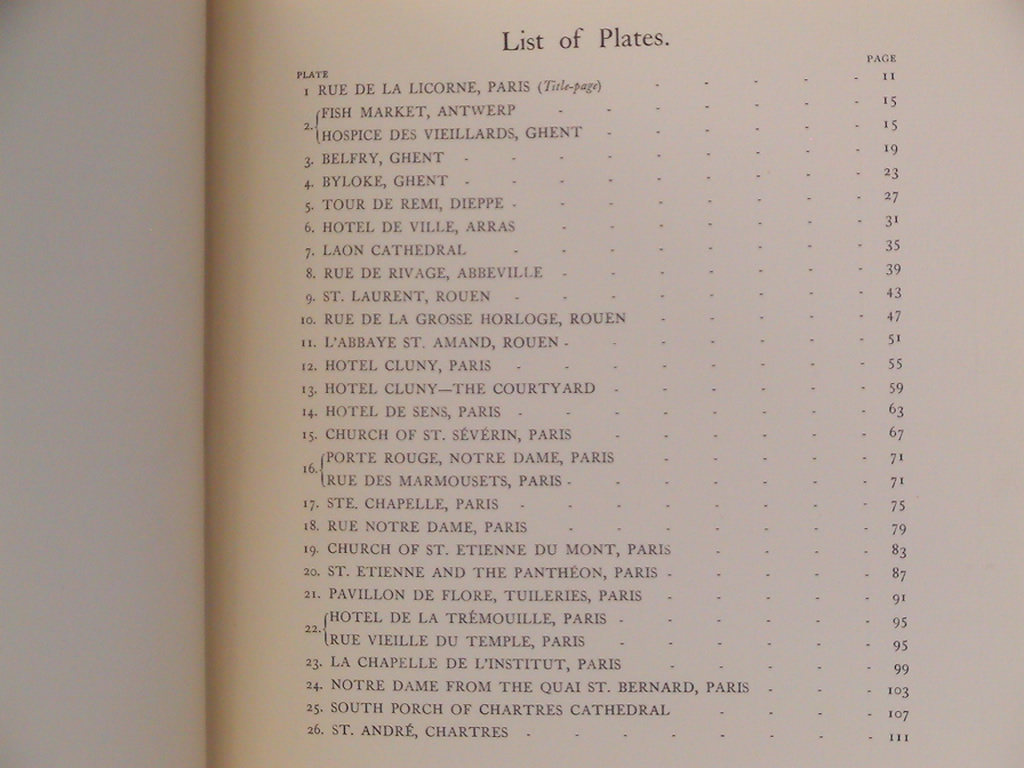 List of Plates.
PLATE PAGE
1 RUE DE LA LICORNE, PARIS (Title-page) - - - - - 11
2. { FISH MARKET, ANTWERP - - - - - - - 15
HOSPICE DES VIEILLARDS, GHENT - - - - - - 15
3. BELFRY, GHENT - - - - - - - - - 19
4. BYLOKE, GHENT - - - - - - - - - 23
5. TOUR DE REMI, DIEPPE - - - - - - - - 27
6. HOTEL DE VILLE, ARRAS - - - - - - - 31
7. LAON CATHEDRAL - - - - - - - - 35
8. RUE DE RIVAGE, ABBEVILLE - - - - - - - 39
9. ST. LAURENT, ROUEN - - - - - - - - 43
10. RUE DE LA GROSSE HORLOGE, ROUEN - - - - - 47
11. L'ABBAYE ST. AMAND, ROUEN - - - - - - - 51
12. HOTEL CLUNY, PARIS - - - - - - - - 55
13. HOTEL CLUNY—THE COURTYARD - - - - - - 59
14. HOTEL DE SENS, PARIS - - - - - - - - 63
15. CHURCH OF ST. SÉVÉRIN, PARIS - - - - - - 67
16. { PORTE ROUGE, NOTRE DAME, PARIS - - - - - 71
RUE DES MARMOUSETS, PARIS - - - - - - - 71
17. STE. CHAPELLE, PARIS - - - - - - - - 75
18. RUE NOTRE DAME, PARIS - - - - - - - 79
19. CHURCH OF ST. ETIENNE DU MONT, PARIS - - - - 83
20. ST. ETIENNE AND THE PANTHÉON, PARIS - - - - - 87
21. PAVILLON DE FLORE, TUILERIES, PARIS - - - - - 91
22. { HOTEL DE LA TRÉMOUILLE, PARIS - - - - - - 95
RUE VIEILLE DU TEMPLE, PARIS - - - - - - 95
23. LA CHAPELLE DE L'INSTITUT, PARIS - - - - - 99
24. NOTRE DAME FROM THE QUAI ST. BERNARD, PARIS - - - 103
25. SOUTH PORCH OF CHARTRES CATHEDRAL - - - - 107
26. ST. ANDRÉ, CHARTRES - - - - - - - - 111